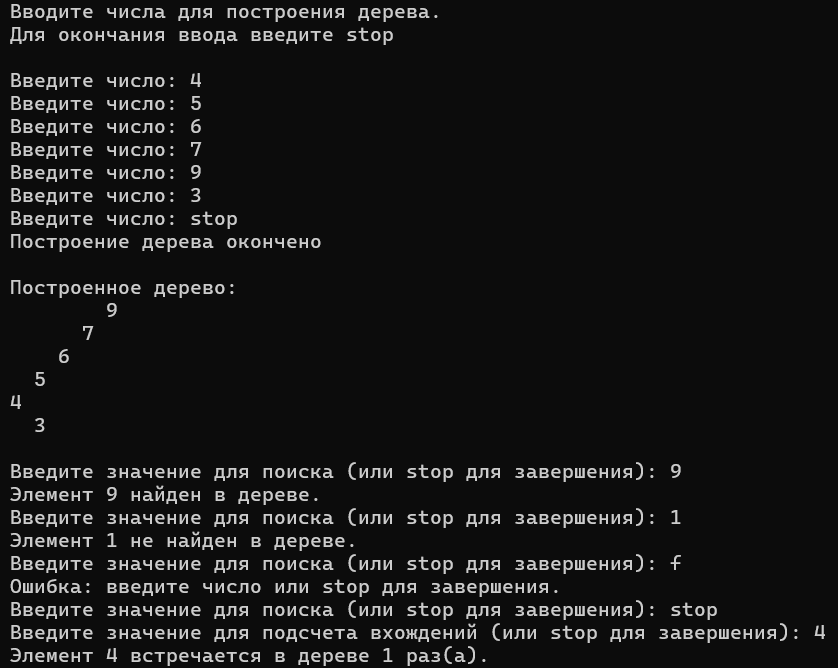 Вводите числа для построения дерева.
Для окончания ввода введите stop
Введите число: 4
Введите число: 5
Введите число: 6
Введите число: 7
Введите число: 9
Введите число: 3
Введите число: stop
Построение дерева окончено
Построенное дерево:
        9
      7
    6
  5
4
  3
Введите значение для поиска (или stop для завершения): 9
Элемент 9 найден в дереве.
Введите значение для поиска (или stop для завершения): 1
Элемент 1 не найден в дереве.
Введите значение для поиска (или stop для завершения): f
Ошибка: введите число или stop для завершения.
Введите значение для поиска (или stop для завершения): stop
Введите значение для подсчета вхождений (или stop для завершения): 4
Элемент 4 встречается в дереве 1 раз(а).